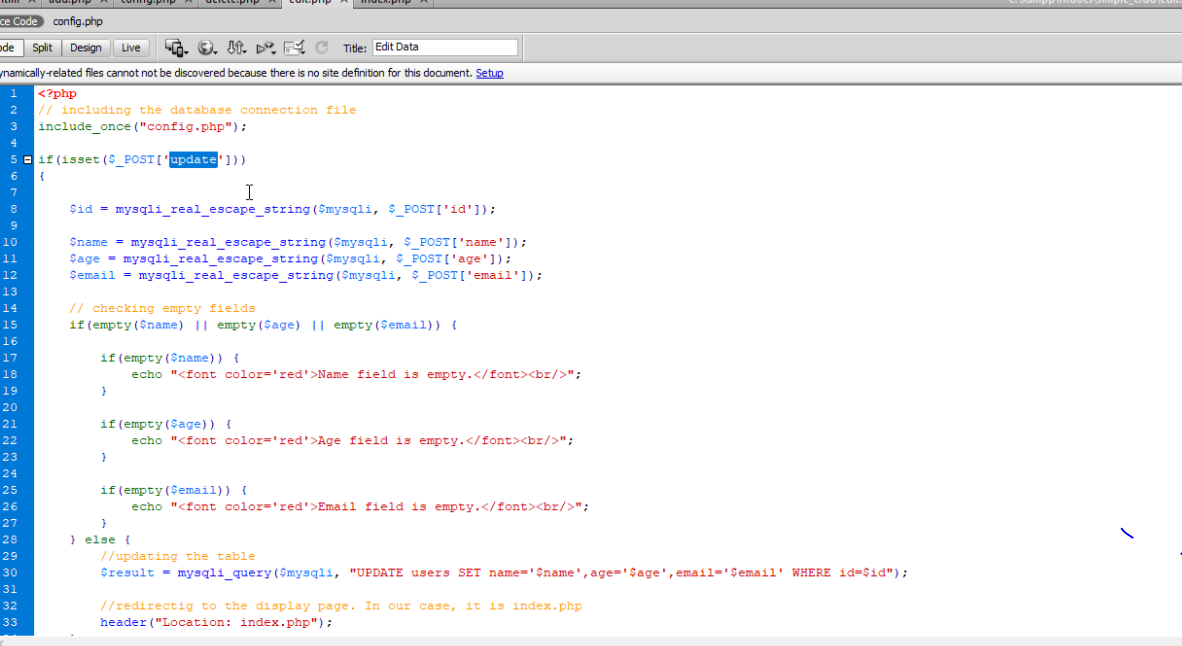 add.php × config.php × delete.php × edit.php × index.php ×
ce Code config.php
ode Split Design Live Title: Edit Data
ynamically-related files cannot not be discovered because there is no site definition for this document. Setup
1 <?php
2 // including the database connection file
3 include_once("config.php");
4
5 if(isset($_POST['update']))
6 {
7
8 $id = mysqli_real_escape_string($mysqli, $_POST['id']);
9
10 $name = mysqli_real_escape_string($mysqli, $_POST['name']);
11 $age = mysqli_real_escape_string($mysqli, $_POST['age']);
12 $email = mysqli_real_escape_string($mysqli, $_POST['email']);
13
14 // checking empty fields
15 if(empty($name) || empty($age) || empty($email)) {
16
17 if(empty($name)) {
18 echo "<font color='red'>Name field is empty.</font><br/>";
19 }
20
21 if(empty($age)) {
22 echo "<font color='red'>Age field is empty.</font><br/>";
23 }
24
25 if(empty($email)) {
26 echo "<font color='red'>Email field is empty.</font><br/>";
27 }
28 } else {
29 //updating the table
30 $result = mysqli_query($mysqli, "UPDATE users SET name='$name',age='$age',email='$email' WHERE id=$id");
31
32 //redirectig to the display page. In our case, it is index.php
33 header("Location: index.php");